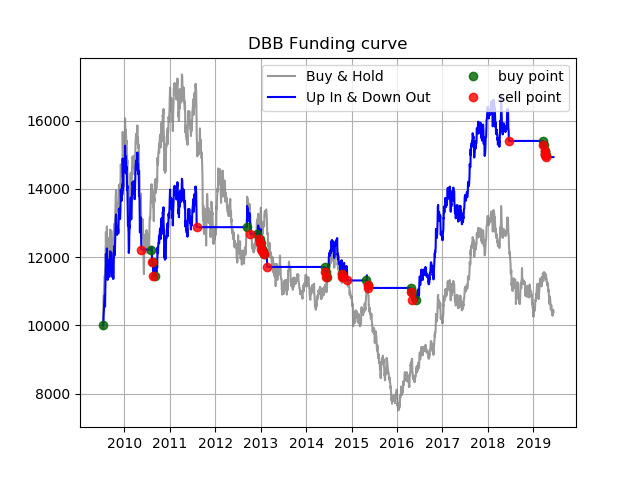 DBB Funding curve
Buy & Hold
Up In & Down Out
buy point
sell point
16000
14000
12000
10000
8000
2010 2011 2012 2013 2014 2015 2016 2017 2018 2019